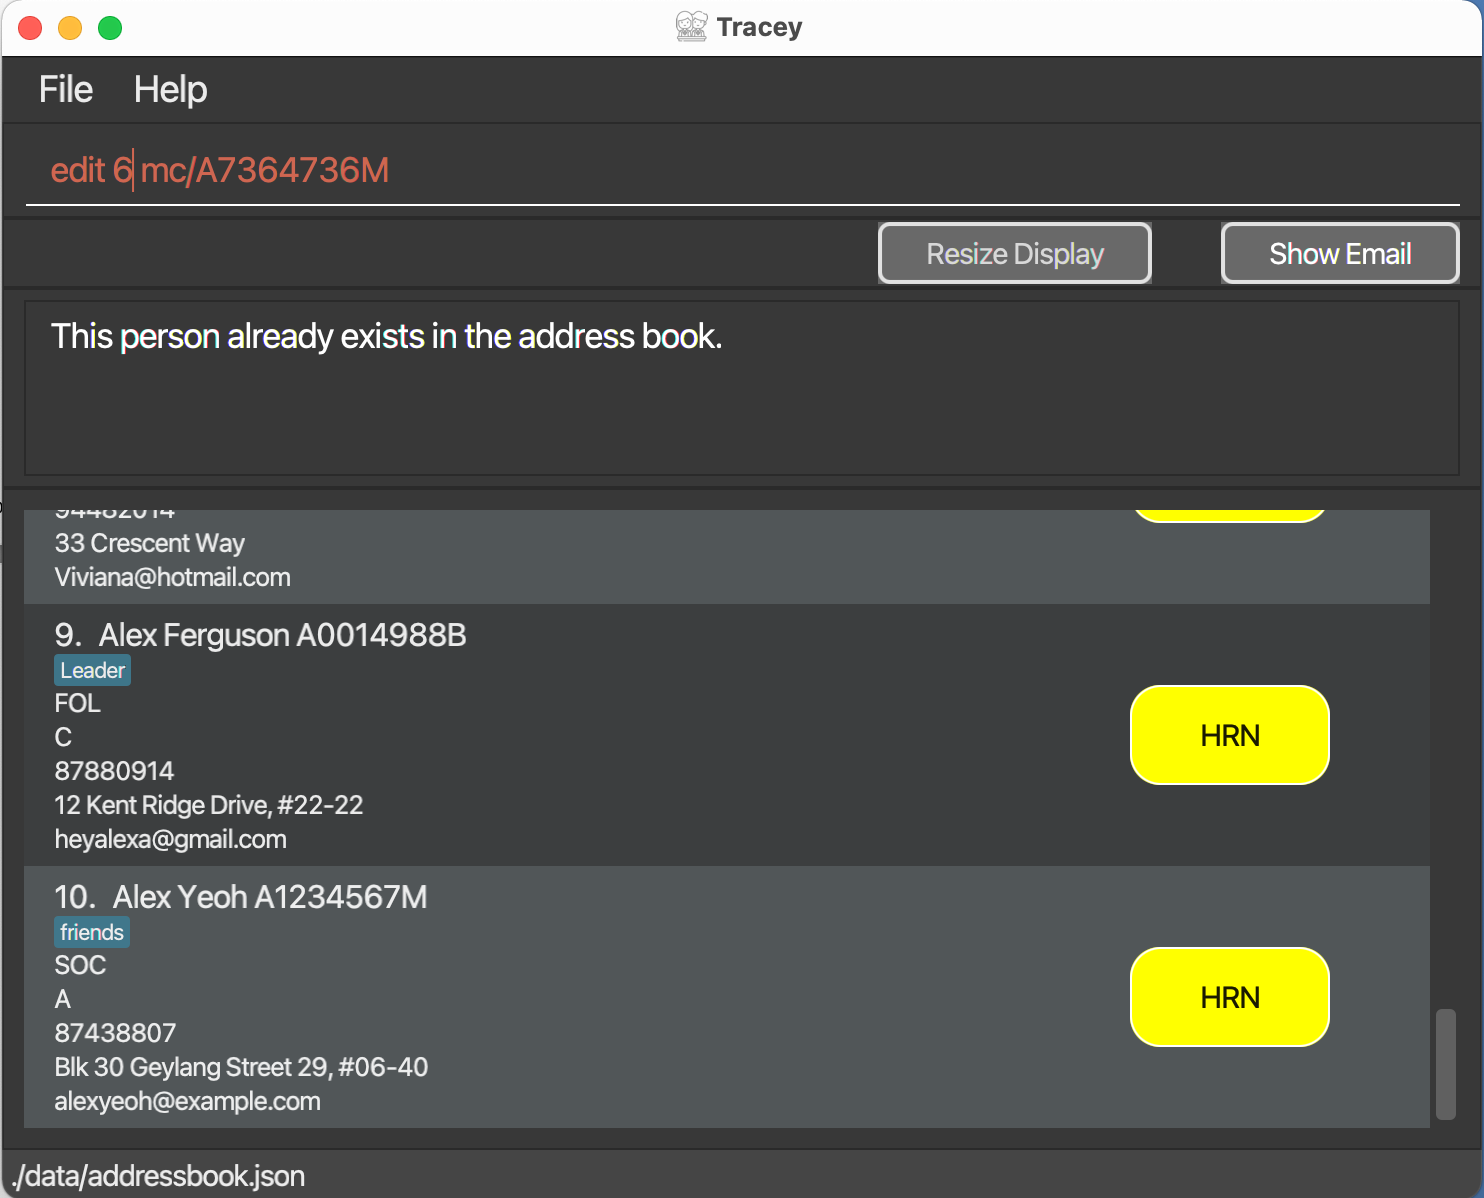 Tracey
File Help
edit 6 mc/A7364736M
Resize Display Show Email
This person already exists in the address book.
94482014
33 Crescent Way
Viviana@hotmail.com
9. Alex Ferguson A0014988B
Leader
FOL
C
87880914
12 Kent Ridge Drive, #22-22
heyalexa@gmail.com
HRN
10. Alex Yeoh A1234567M
friends
SOC
A
87438807
Blk 30 Geylang Street 29, #06-40
alexyeoh@example.com
HRN
./data/addressbook.json